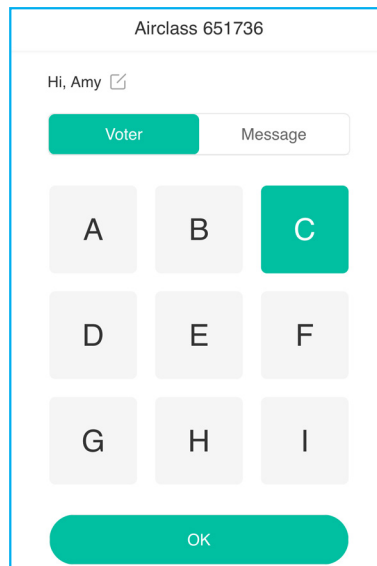 Airclass 651736
Hi, Amy
Voter Message
A B C
D E F
G H I
OK